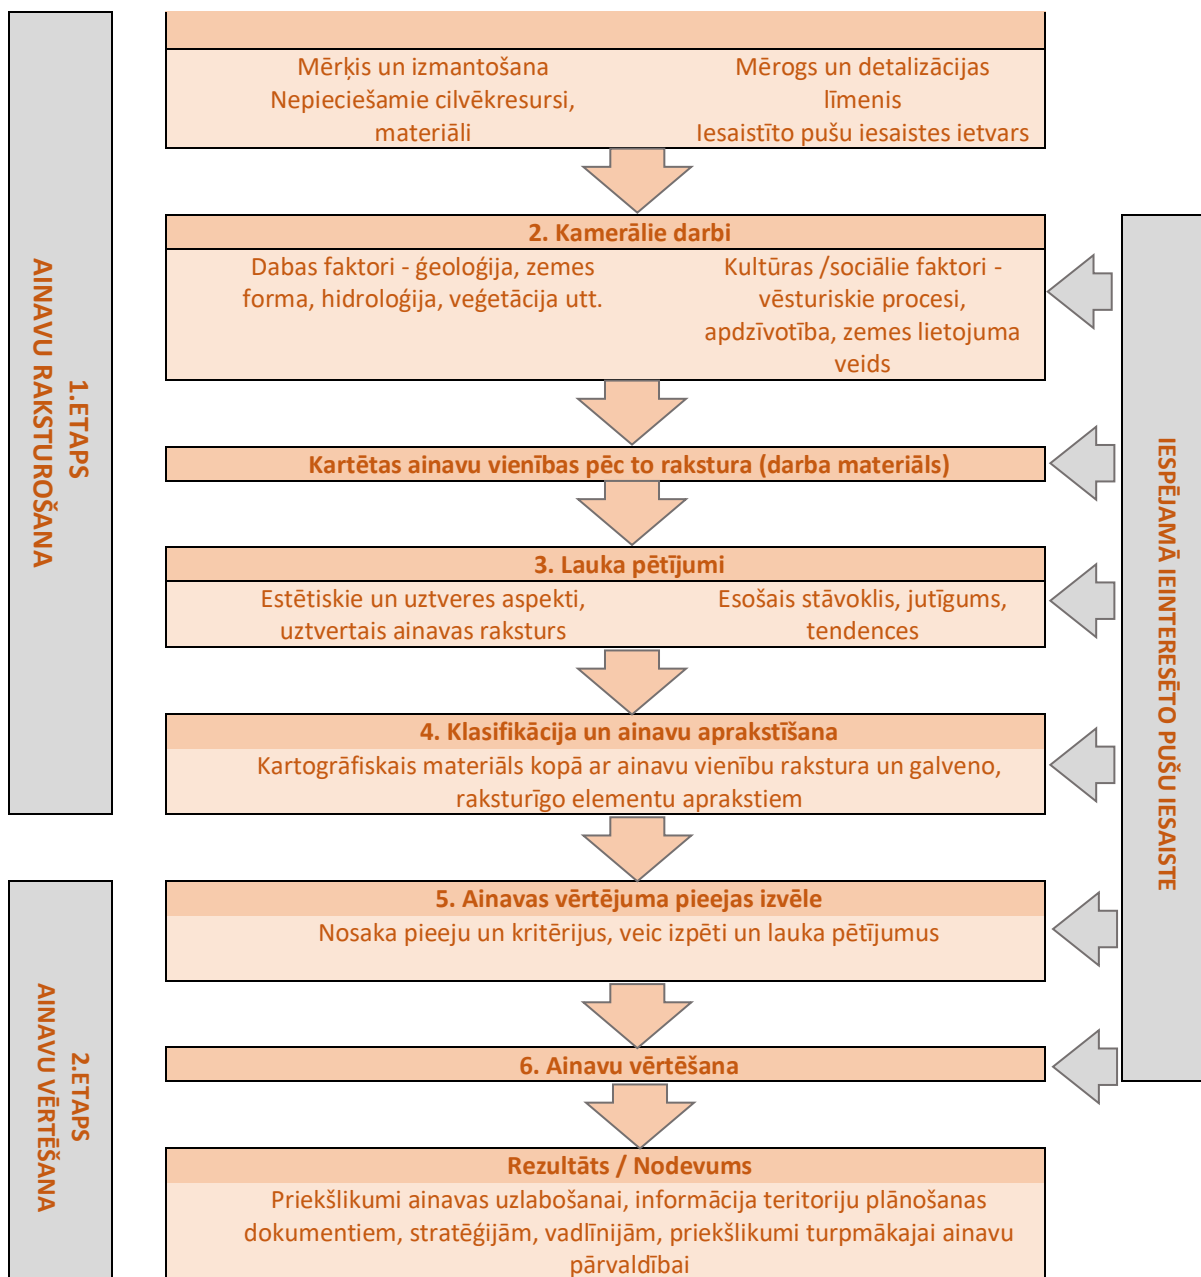 Mērķis un izmantošana
Nepieciešamie cilvēkresursi,
materiāli
Mērogs un detalizācijas
līmenis
Iesaistīto pušu iesaistes ietvars
2. Kamerālie darbi
Dabas faktori - ģeoloģija, zemes
forma, hidroloģija, veģetācija utt.
Kultūras /sociālie faktori -
vēsturiskie procesi,
apdzīvotība, zemes lietojuma
veids
Kartētas ainavu vienības pēc to rakstura (darba materiāls)
3. Lauka pētījumi
Estētiskie un uztveres aspekti,
uztvertais ainavas raksturs
Esošais stāvoklis, jutīgums,
tendences
4. Klasifikācija un ainavu aprakstīšana
Kartogrāfiskais materiāls kopā ar ainavu vienību rakstura un galveno,
raksturīgo elementu aprakstiem
5. Ainavas vērtējuma pieejas izvēle
Nosaka pieeju un kritērijus, veic izpēti un lauka pētījumus
6. Ainavu vērtēšana
Rezultāts / Nodevums
Priekšlikumi ainavas uzlabošanai, informācija teritoriju plānošanas
dokumentiem, stratēģijām, vadlīnijām, priekšlikumi turpmākajai ainavu
pārvaldībai
1.ETAPS
AINAVU RAKSTUROŠANA
2.ETAPS
AINAVU VĒRTĒŠANA
IESPĒJAMĀ IEINTERESĒTO PUŠU IESAISTE